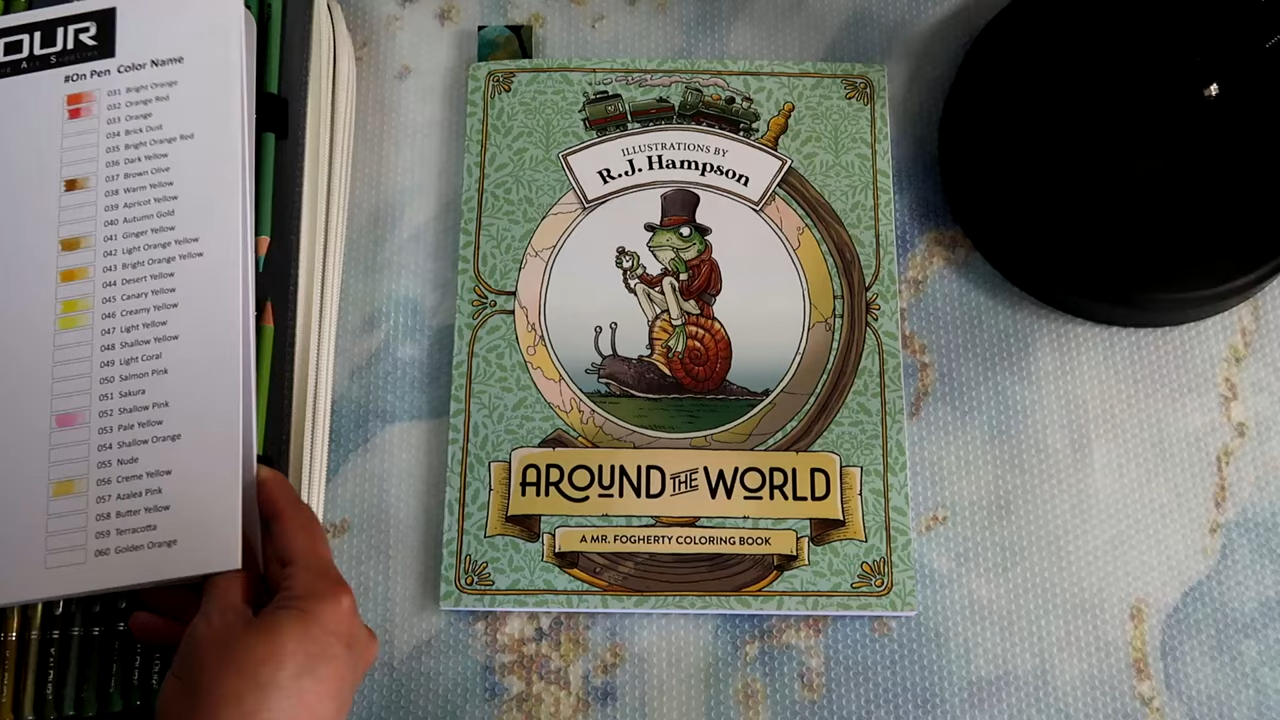 OUR
#On Pen Color Name
031 Bright Orange
032 Orange Red
033 Orange
034 Brick Dust
035 Bright Orange Red
036 Dark Yellow
037 Brown Olive
038 Warm Yellow
039 Apricot Yellow
040 Autumn Gold
041 Ginger Yellow
042 Light Orange Yellow
043 Bright Orange Yellow
044 Desert Yellow
045 Canary Yellow
046 Creamy Yellow
047 Light Yellow
048 Shallow Yellow
049 Light Coral
050 Salmon Pink
051 Sakura
052 Shallow Pink
053 Pale Yellow
054 Shallow Orange
055 Nude
056 Creme Yellow
057 Azalea Pink
058 Butter Yellow
059 Terracotta
060 Golden Orange
ILLUSTRATIONS BY
R.J. Hampson
AROUND THE WORLD
A MR. FOGHERTY COLORING BOOK